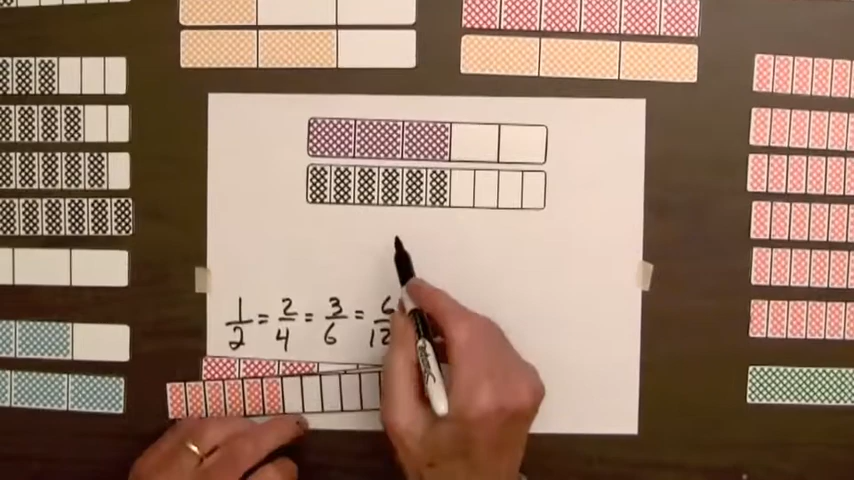 1/2 = 2/4 = 3/6 = 6/12